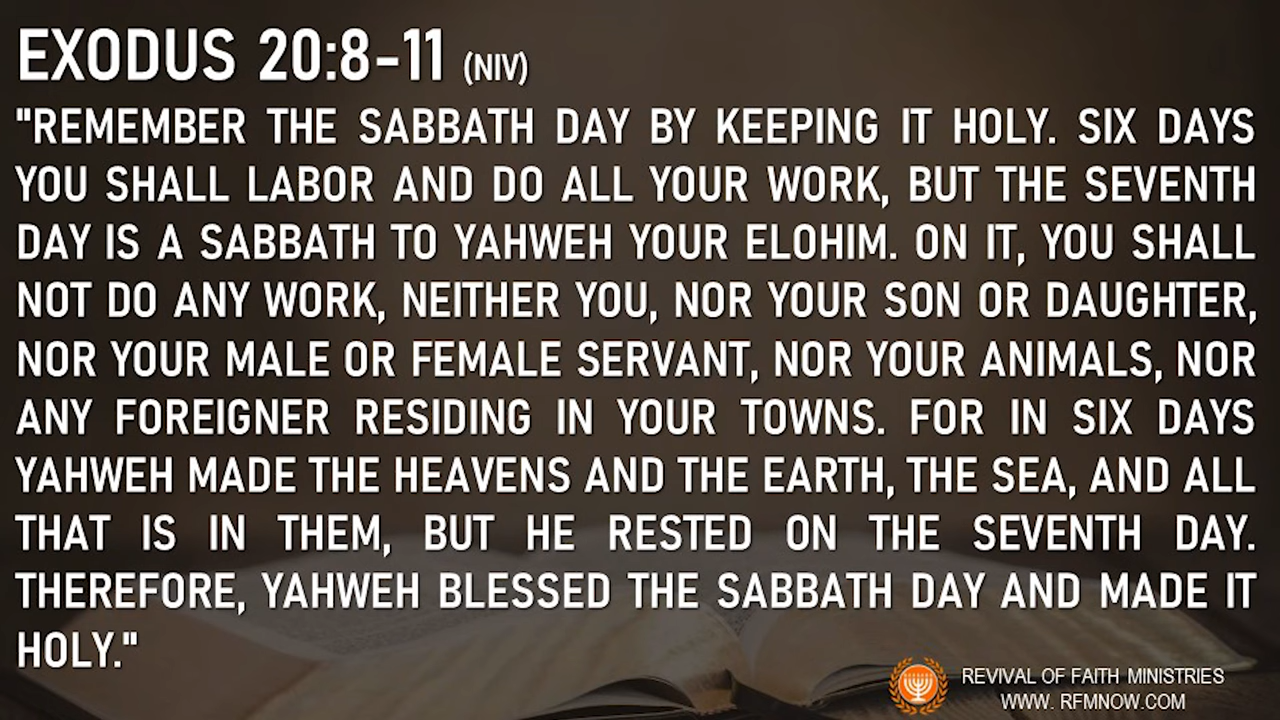 EXODUS 20:8-11 (NIV)
"REMEMBER THE SABBATH DAY BY KEEPING IT HOLY. SIX DAYS
YOU SHALL LABOR AND DO ALL YOUR WORK, BUT THE SEVENTH
DAY IS A SABBATH TO YAHWEH YOUR ELOHIM. ON IT, YOU SHALL
NOT DO ANY WORK, NEITHER YOU, NOR YOUR SON OR DAUGHTER,
NOR YOUR MALE OR FEMALE SERVANT, NOR YOUR ANIMALS, NOR
ANY FOREIGNER RESIDING IN YOUR TOWNS. FOR IN SIX DAYS
YAHWEH MADE THE HEAVENS AND THE EARTH, THE SEA, AND ALL
THAT IS IN THEM, BUT HE RESTED ON THE SEVENTH DAY.
THEREFORE, YAHWEH BLESSED THE SABBATH DAY AND MADE IT
HOLY."
REVIVAL OF FAITH MINISTRIES
WWW. RFMNOW.COM